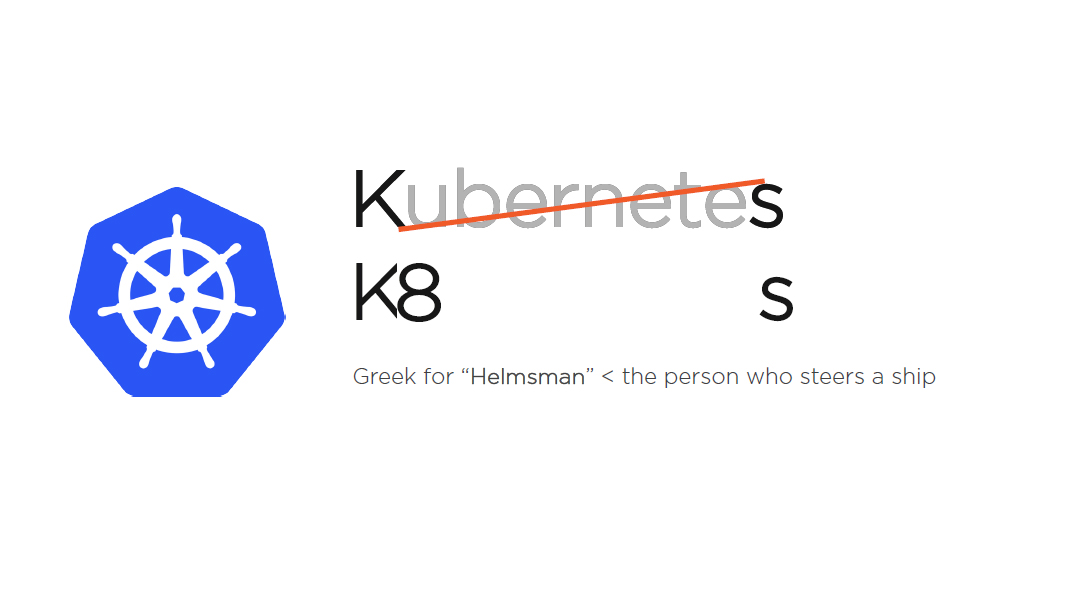 Kubernetes
K8 s
Greek for “Helmsman” < the person who steers a ship